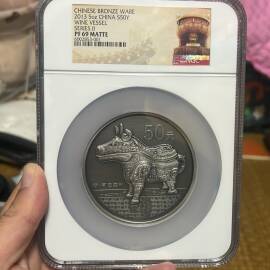 CHINESE BRONZE WARE
2013 5oz CHINA S50Y
WINE VESSEL
SERIES II
PF 69 MATTE
50元